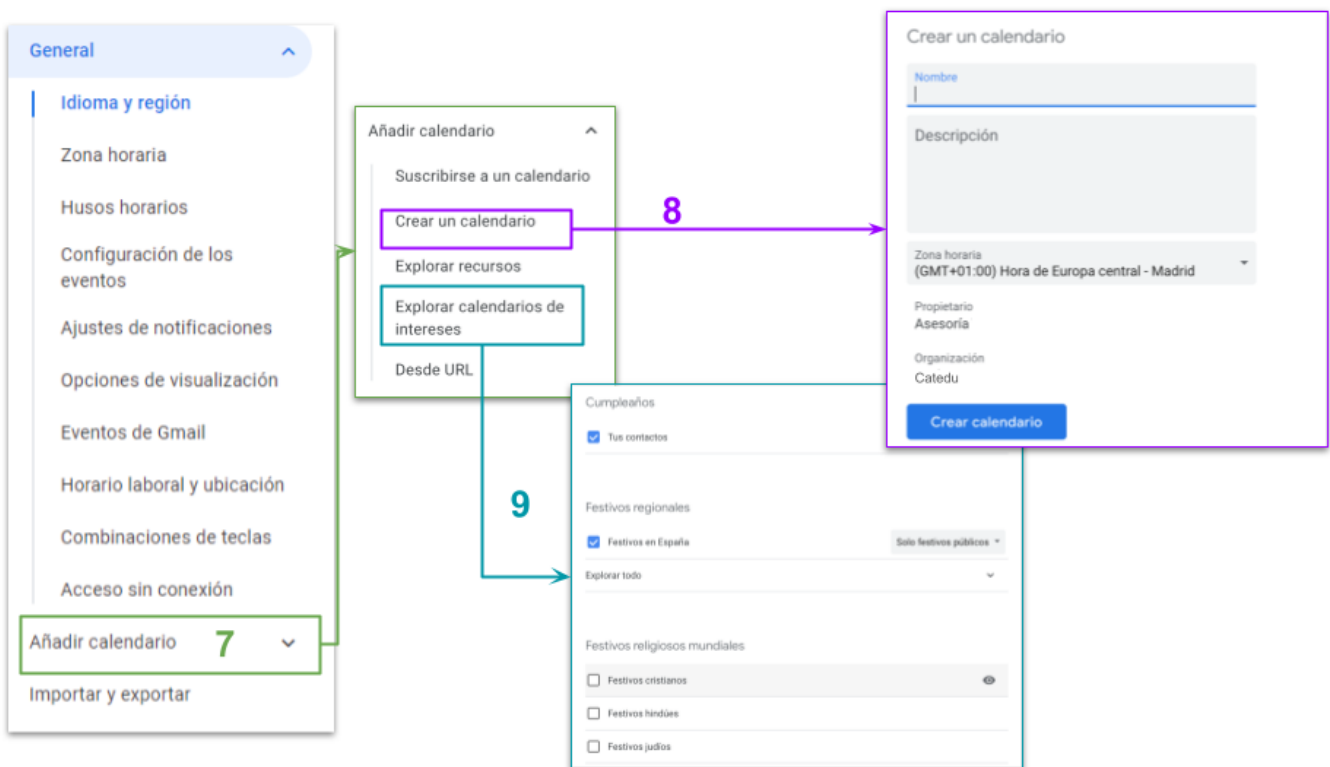 General
Idioma y región
Zona horaria
Husos horarios
Configuración de los
eventos
Ajustes de notificaciones
Opciones de visualización
Eventos de Gmail
Horario laboral y ubicación
Combinaciones de teclas
Acceso sin conexión
Añadir calendario 7
Importar y exportar
Añadir calendario
Suscribirse a un calendario
Crear un calendario
Explorar recursos
Explorar calendarios de
intereses
Desde URL
8
Crear un calendario
Nombre
Descripción
Zona horaria
(GMT+01:00) Hora de Europa central - Madrid
Propietario
Asesoría
Organización
Catedu
Crear calendario
9
Cumpleaños
Tus contactos
Festivos regionales
Festivos en España Solo festivos públicos
Explorar todo
Festivos religiosos mundiales
Festivos cristianos
Festivos hindúes
Festivos judíos